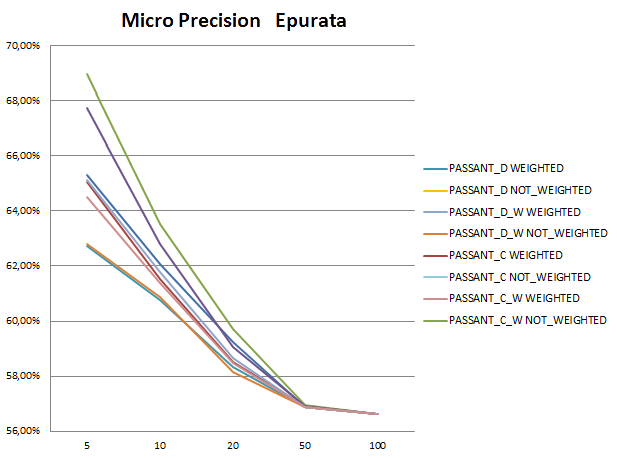 Micro Precision Epurata
70,00%
68,00%
66,00%
64,00%
62,00%
60,00%
58,00%
56,00%
5 10 20 50 100
PASSANT_D WEIGHTED
PASSANT_D NOT_WEIGHTED
PASSANT_D_W WEIGHTED
PASSANT_D_W NOT_WEIGHTED
PASSANT_C WEIGHTED
PASSANT_C NOT_WEIGHTED
PASSANT_C_W WEIGHTED
PASSANT_C_W NOT_WEIGHTED